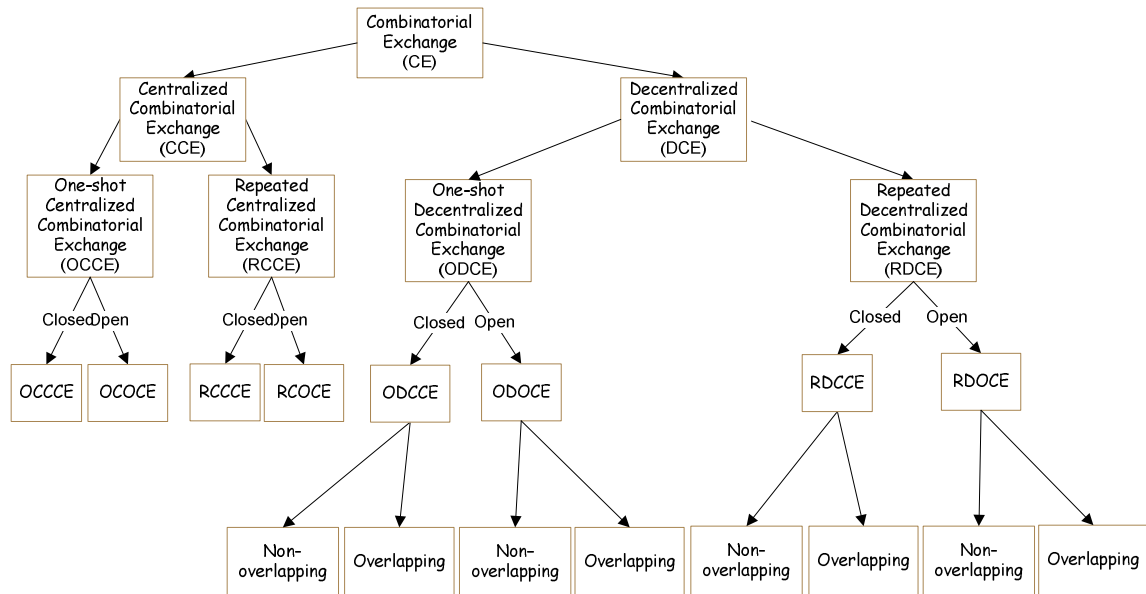 Combinatorial
Exchange
(CE)
Centralized
Combinatorial
Exchange
(CCE)
Decentralized
Combinatorial
Exchange
(DCE)
One-shot
Centralized
Combinatorial
Exchange
(OCCE)
Repeated
Centralized
Combinatorial
Exchange
(RCCE)
One-shot
Decentralized
Combinatorial
Exchange
(ODCE)
Repeated
Decentralized
Combinatorial
Exchange
(RDCE)
Closed
Open
Closed
Open
Closed
Open
Closed
Open
OCCCE
OCOCE
RCCCE
RCOCE
ODCCE
ODOCE
RDCCE
RDOCE
Non-
overlapping
Overlapping
Non-
overlapping
Overlapping
Non-
overlapping
Overlapping
Non-
overlapping
Overlapping